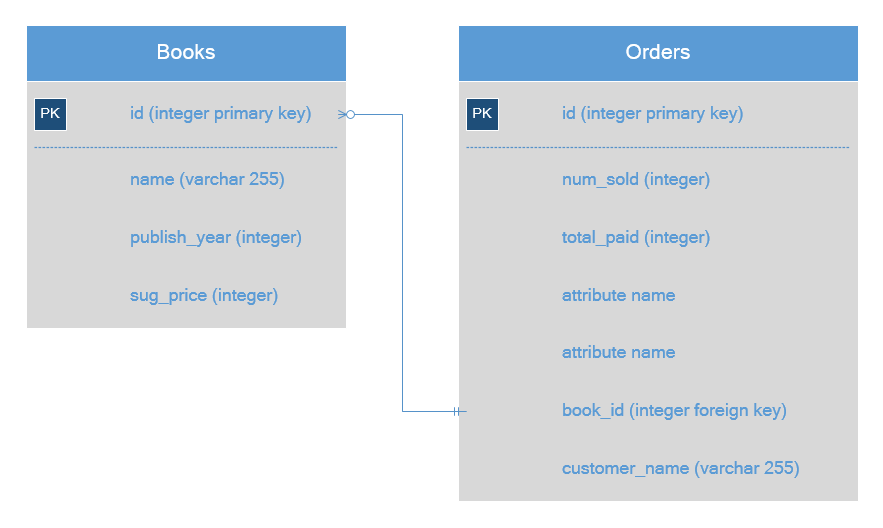 Books
PK
id (integer primary key)
name (varchar 255)
publish_year (integer)
sug_price (integer)
Orders
PK
id (integer primary key)
num_sold (integer)
total_paid (integer)
attribute name
attribute name
book_id (integer foreign key)
customer_name (varchar 255)